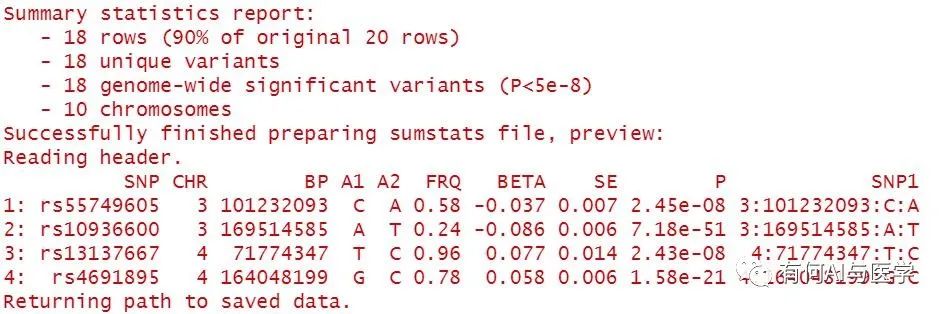 Summary statistics report:
- 18 rows (90% of original 20 rows)
- 18 unique variants
- 18 genome-wide significant variants (P<5e-8)
- 10 chromosomes
Successfully finished preparing sumstats file, preview:
Reading header.
SNP CHR BP A1 A2 FRQ BETA SE P SNP1
1: rs55749605 3 101232093 C A 0.58 -0.037 0.007 2.45e-08 3:101232093:C:A
2: rs10936600 3 169514585 A T 0.24 -0.086 0.006 7.18e-51 3:169514585:A:T
3: rs13137667 4 71774347 T C 0.96 0.077 0.014 2.43e-08 4:71774347:T:C
4: rs4691895 4 164048199 G C 0.78 0.058 0.006 1.58e-21
有何AI与医学
Returning path to saved data.